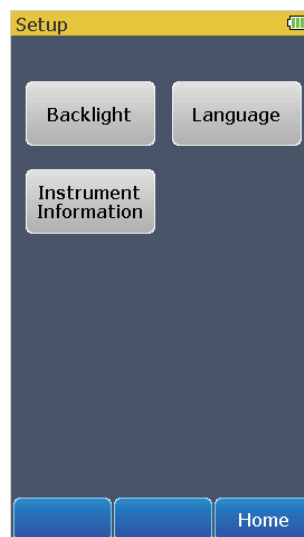 Setup
Backlight
Language
Instrument
Information
Home